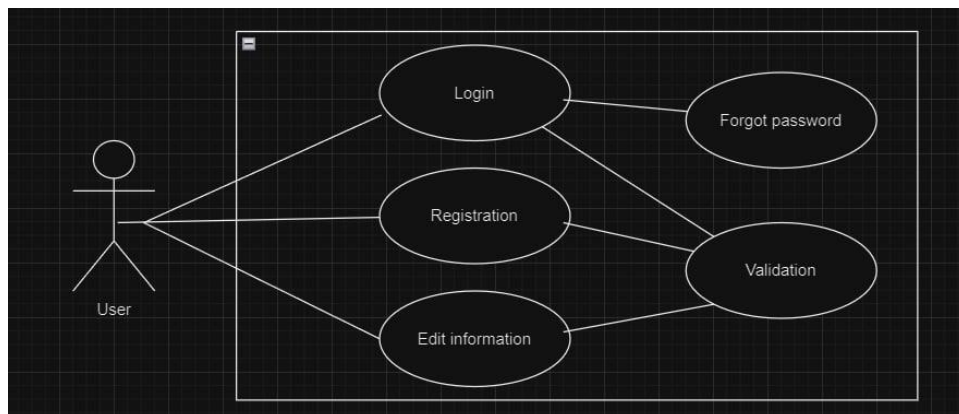 Login
Forgot password
Registration
Validation
User
Edit information